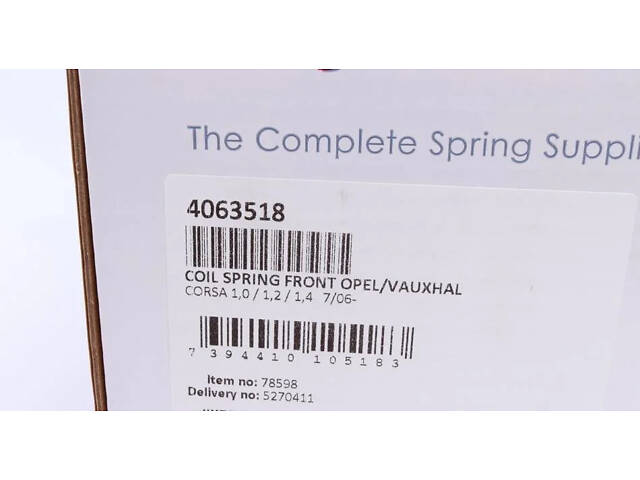 The Complete Spring Suppli
4063518
COIL SPRING FRONT OPEL/VAUXHAL
CORSA 1,0 / 1,2 / 1,4 7/06-
7 394410 105183
Item no: 78598
Delivery no: 5270411